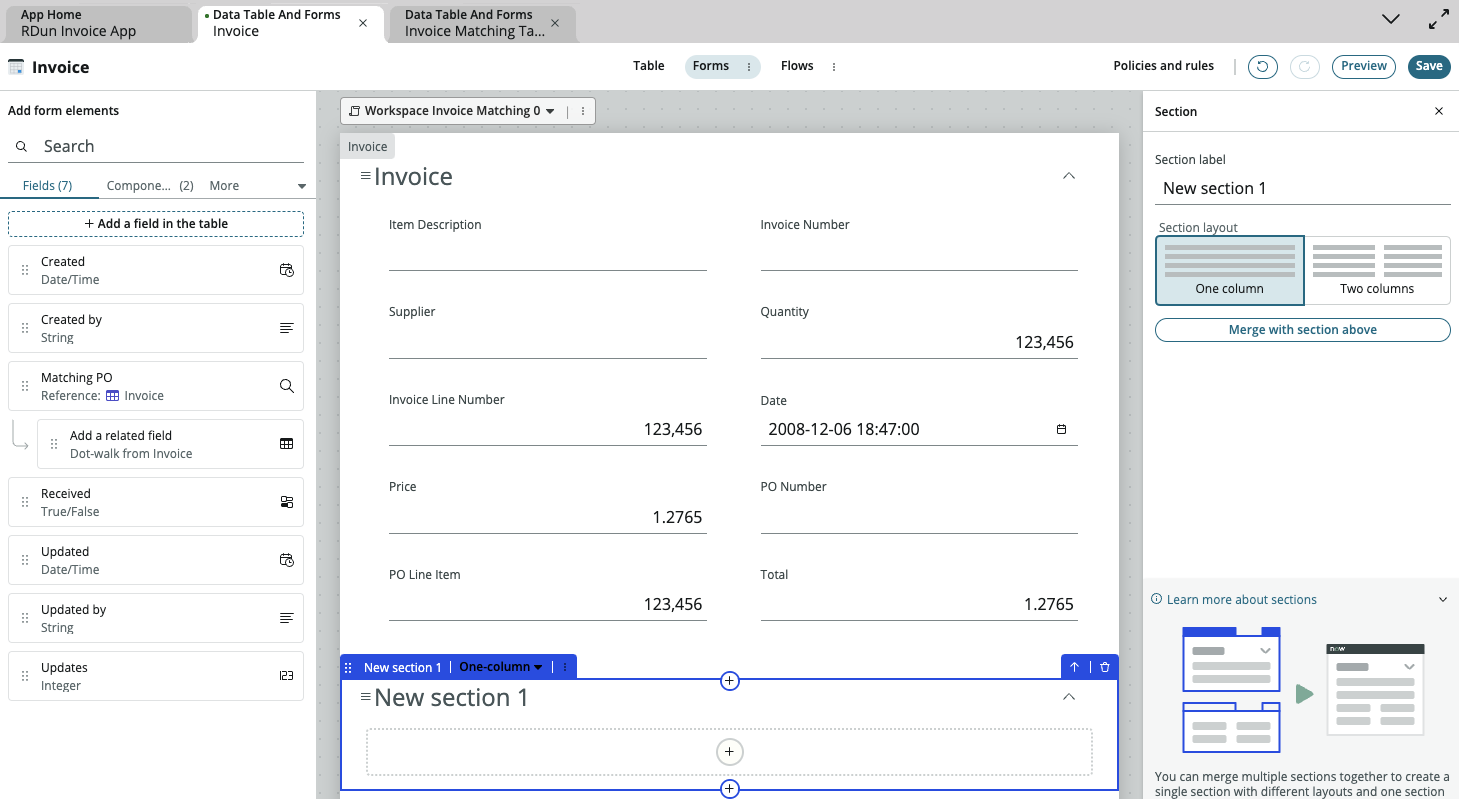 App Home
RDun Invoice App
Data Table And Forms
Invoice
Data Table And Forms
Invoice Matching Ta...
Invoice
Table
Forms
Flows
Policies and rules
Preview
Save
Add form elements
Search
Fields (7)
Compone... (2)
More
+ Add a field in the table
Created
Date/Time
Created by
String
Matching PO
Reference: Invoice
Add a related field
Dot-walk from Invoice
Received
True/False
Updated
Date/Time
Updated by
String
Updates
Integer
123
Workspace Invoice Matching 0
Invoice
Invoice
Item Description
Invoice Number
Supplier
Quantity
123,456
Invoice Line Number
Date
123,456
2008-12-06 18:47:00
Price
PO Number
1.2765
PO Line Item
Total
123,456
1.2765
New section 1
One-column
New section 1
Section
Section label
New section 1
Section layout
One column
Two columns
Merge with section above
Learn more about sections
now
You can merge multiple sections together to create a
single section with different layouts and one section